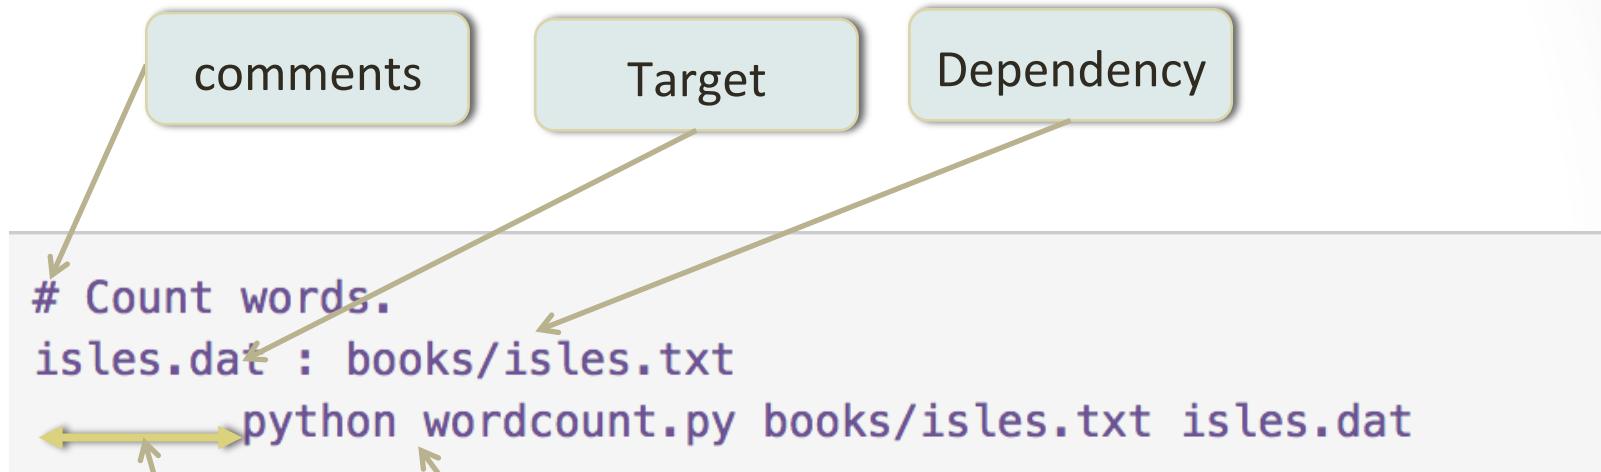 comments
Target
Dependency
# Count words.
isles.dat : books/isles.txt
python wordcount.py books/isles.txt isles.dat